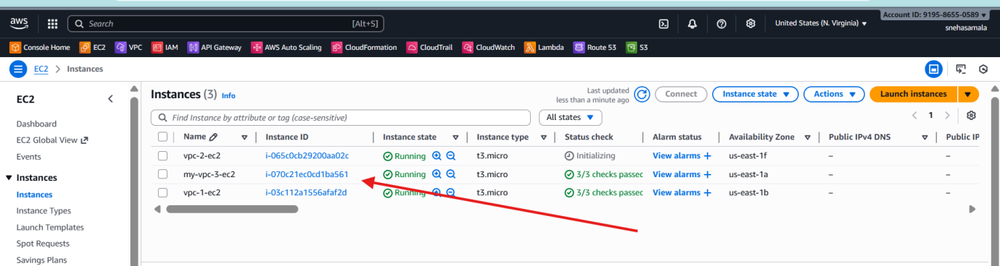 Account ID: 9195-8655-0589
aws Search [Alt+S] United States (N. Virginia) snehasamala
Console Home EC2 VPC IAM API Gateway AWS Auto Scaling CloudFormation CloudTrail CloudWatch Lambda Route 53 S3
EC2 > Instances
EC2
Dashboard
EC2 Global View
Events
Instances
Instances
Instance Types
Launch Templates
Spot Requests
Savings Plans
Instances (3) Info
Last updated
less than a minute ago
Connect Instance state Actions Launch instances
Find Instance by attribute or tag (case-sensitive) All states 1
Name Instance ID Instance state Instance type Status check Alarm status Availability Zone Public IPv4 DNS Public IP
vpc-2-ec2 i-065c0cb29200aa02c Running t3.micro Initializing View alarms + us-east-1f – –
my-vpc-3-ec2 i-070c21ec0cd1ba561 Running t3.micro 3/3 checks passec View alarms + us-east-1a – –
vpc-1-ec2 i-03c112a1556afaf2d Running t3.micro 3/3 checks passec View alarms + us-east-1b – –